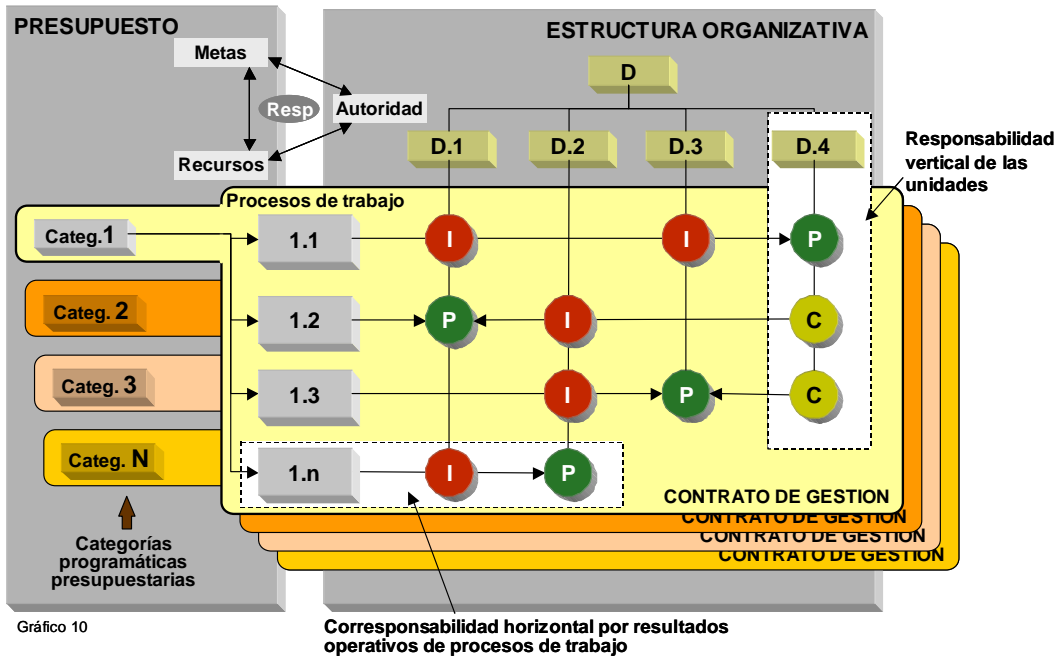 PRESUPUESTO
ESTRUCTURA ORGANIZATIVA
Metas
Resp
Autoridad
Recursos
D
D.1
D.2
D.3
D.4
Responsabilidad
vertical de las
unidades
Procesos de trabajo
Categ.1
1.1
I
I
P
Categ. 2
1.2
P
I
C
Categ. 3
1.3
I
P
C
Categ. N
1.n
I
P
CONTRATO DE GESTION
CONTRATO DE GESTION
CONTRATO DE GESTION
CONTRATO DE GESTION
Categorías
programáticas
presupuestarias
Gráfico 10
Corresponsabilidad horizontal por resultados
operativos de procesos de trabajo